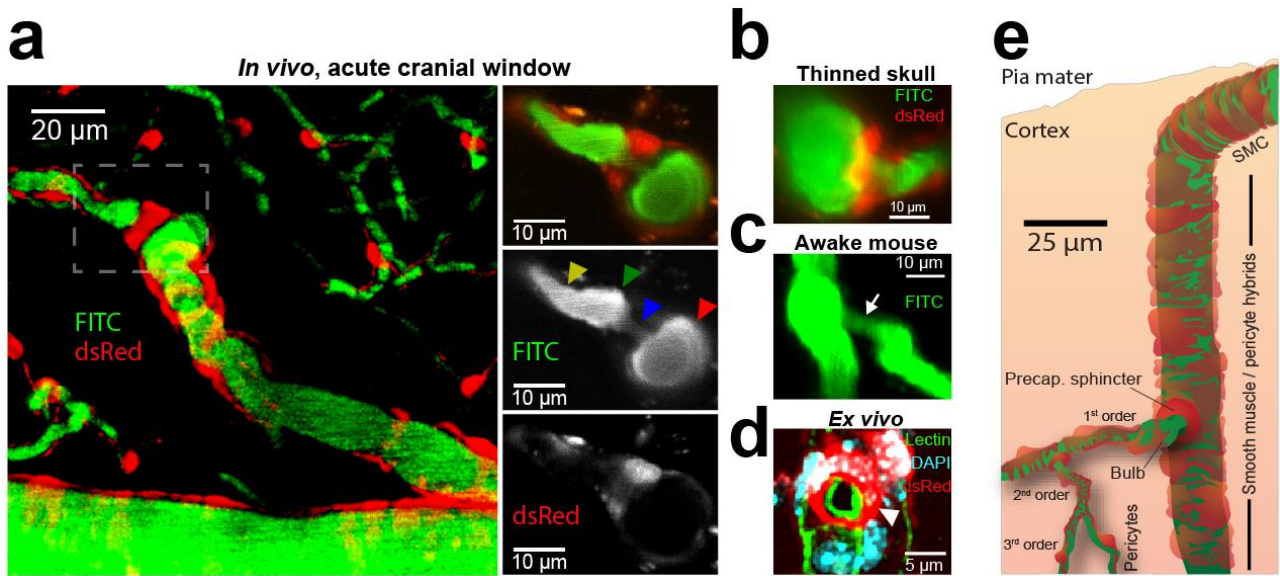 a
In vivo, acute cranial window
20 µm
FITC
dsRed
10 µm
FITC
10 µm
dsRed
10 µm
b
Thinned skull
FITC
dsRed
10 µm
c
Awake mouse
10 µm
FITC
d
Ex vivo
Lectin
DAPI
dsRed
5 µm
e
Pia mater
Cortex
SMC
25 µm
Precap. sphincter
1st order
Bulb
2nd order
3rd order
Pericytes
Smooth muscle / pericyte hybrids